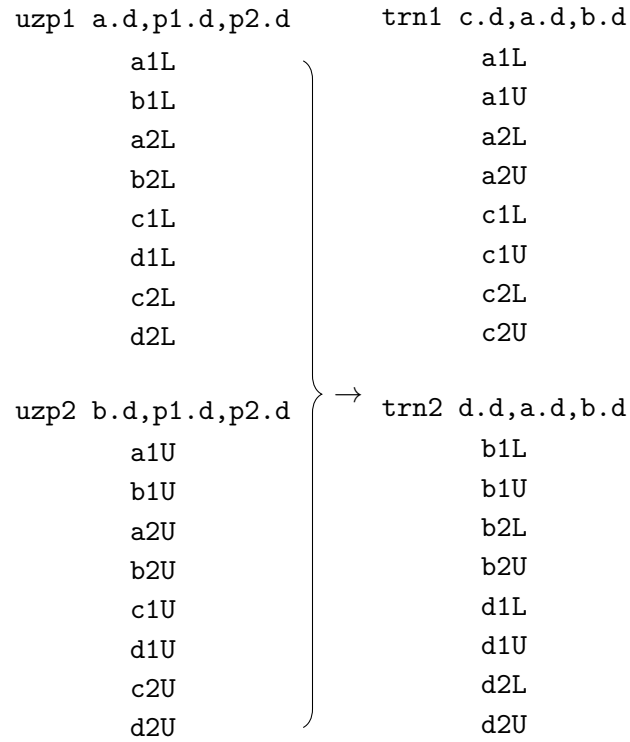 uzp1 a.d,p1.d,p2.d
a1L
b1L
a2L
b2L
c1L
d1L
c2L
d2L
uzp2 b.d,p1.d,p2.d
a1U
b1U
a2U
b2U
c1U
d1U
c2U
d2U
→
trn1 c.d,a.d,b.d
a1L
a1U
a2L
a2U
c1L
c1U
c2L
c2U
trn2 d.d,a.d,b.d
b1L
b1U
b2L
b2U
d1L
d1U
d2L
d2U